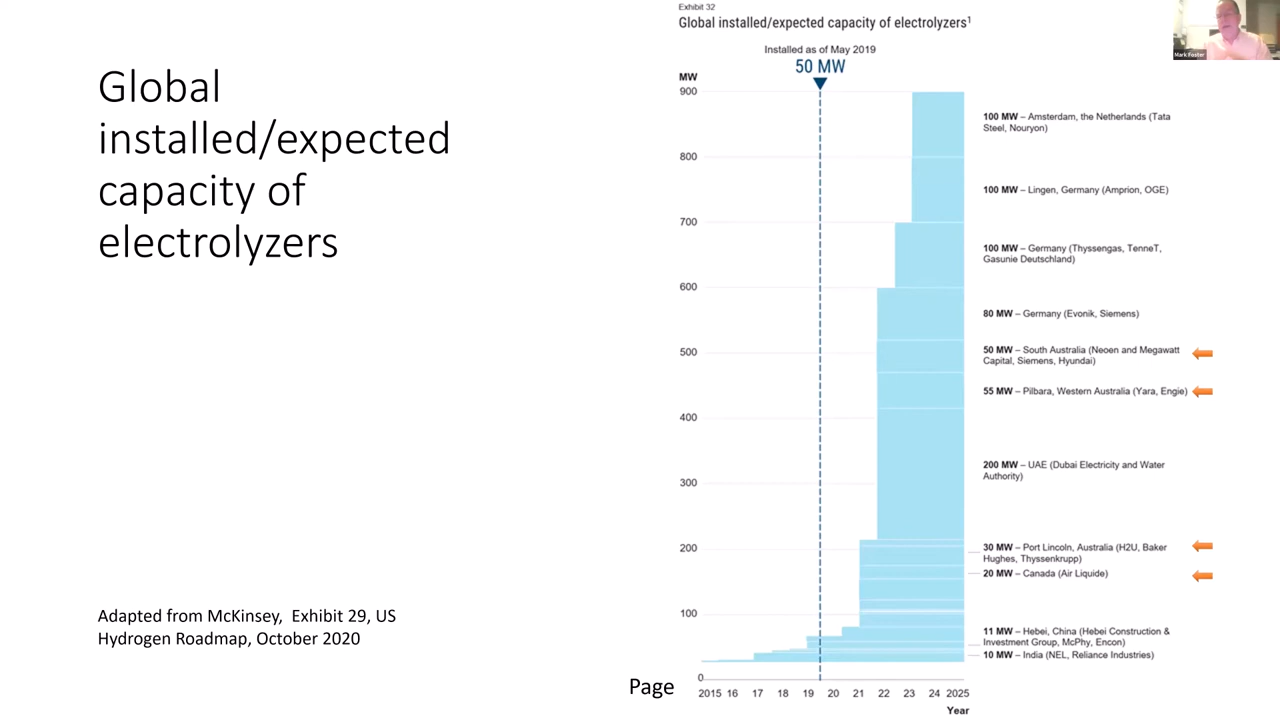 Exhibit 32
Global installed/expected capacity of electrolyzers¹
Global
installed/expected
capacity of
electrolyzers
Adapted from McKinsey, Exhibit 29, US
Hydrogen Roadmap, October 2020
Installed as of May 2019
50 MW
MW
900
800
700
600
500
400
300
200
100
0
2015 16 17 18 19 20 21 22 23 24 2025
Year
Page
100 MW – Amsterdam, the Netherlands (Tata
Steel, Nouryon)
100 MW – Lingen, Germany (Amprion, OGE)
100 MW – Germany (Thyssengas, TenneT,
Gasunie Deutschland)
80 MW – Germany (Evonik, Siemens)
50 MW – South Australia (Neoen and Megawatt
Capital, Siemens, Hyundai)
55 MW – Pilbara, Western Australia (Yara, Engie)
200 MW – UAE (Dubai Electricity and Water
Authority)
30 MW – Port Lincoln, Australia (H2U, Baker
Hughes, Thyssenkrupp)
20 MW – Canada (Air Liquide)
11 MW – Hebei, China (Hebei Construction &
Investment Group, McPhy, Encon)
10 MW – India (NEL, Reliance Industries)
Mark Foster